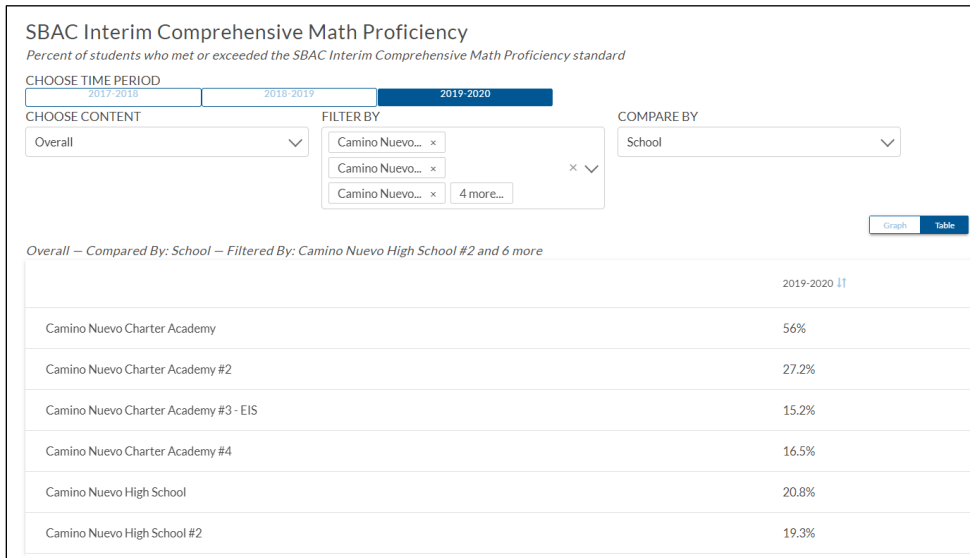 SBAC Interim Comprehensive Math Proficiency
Percent of students who met or exceeded the SBAC Interim Comprehensive Math Proficiency standard
CHOOSE TIME PERIOD
2017-2018 2018-2019 2019-2020
CHOOSE CONTENT FILTER BY COMPARE BY
Overall Camino Nuevo... × School
Camino Nuevo... × ×
Camino Nuevo... × 4 more...
Graph Table
Overall — Compared By: School — Filtered By: Camino Nuevo High School #2 and 6 more
2019-2020
Camino Nuevo Charter Academy 56%
Camino Nuevo Charter Academy #2 27.2%
Camino Nuevo Charter Academy #3 - EIS 15.2%
Camino Nuevo Charter Academy #4 16.5%
Camino Nuevo High School 20.8%
Camino Nuevo High School #2 19.3%